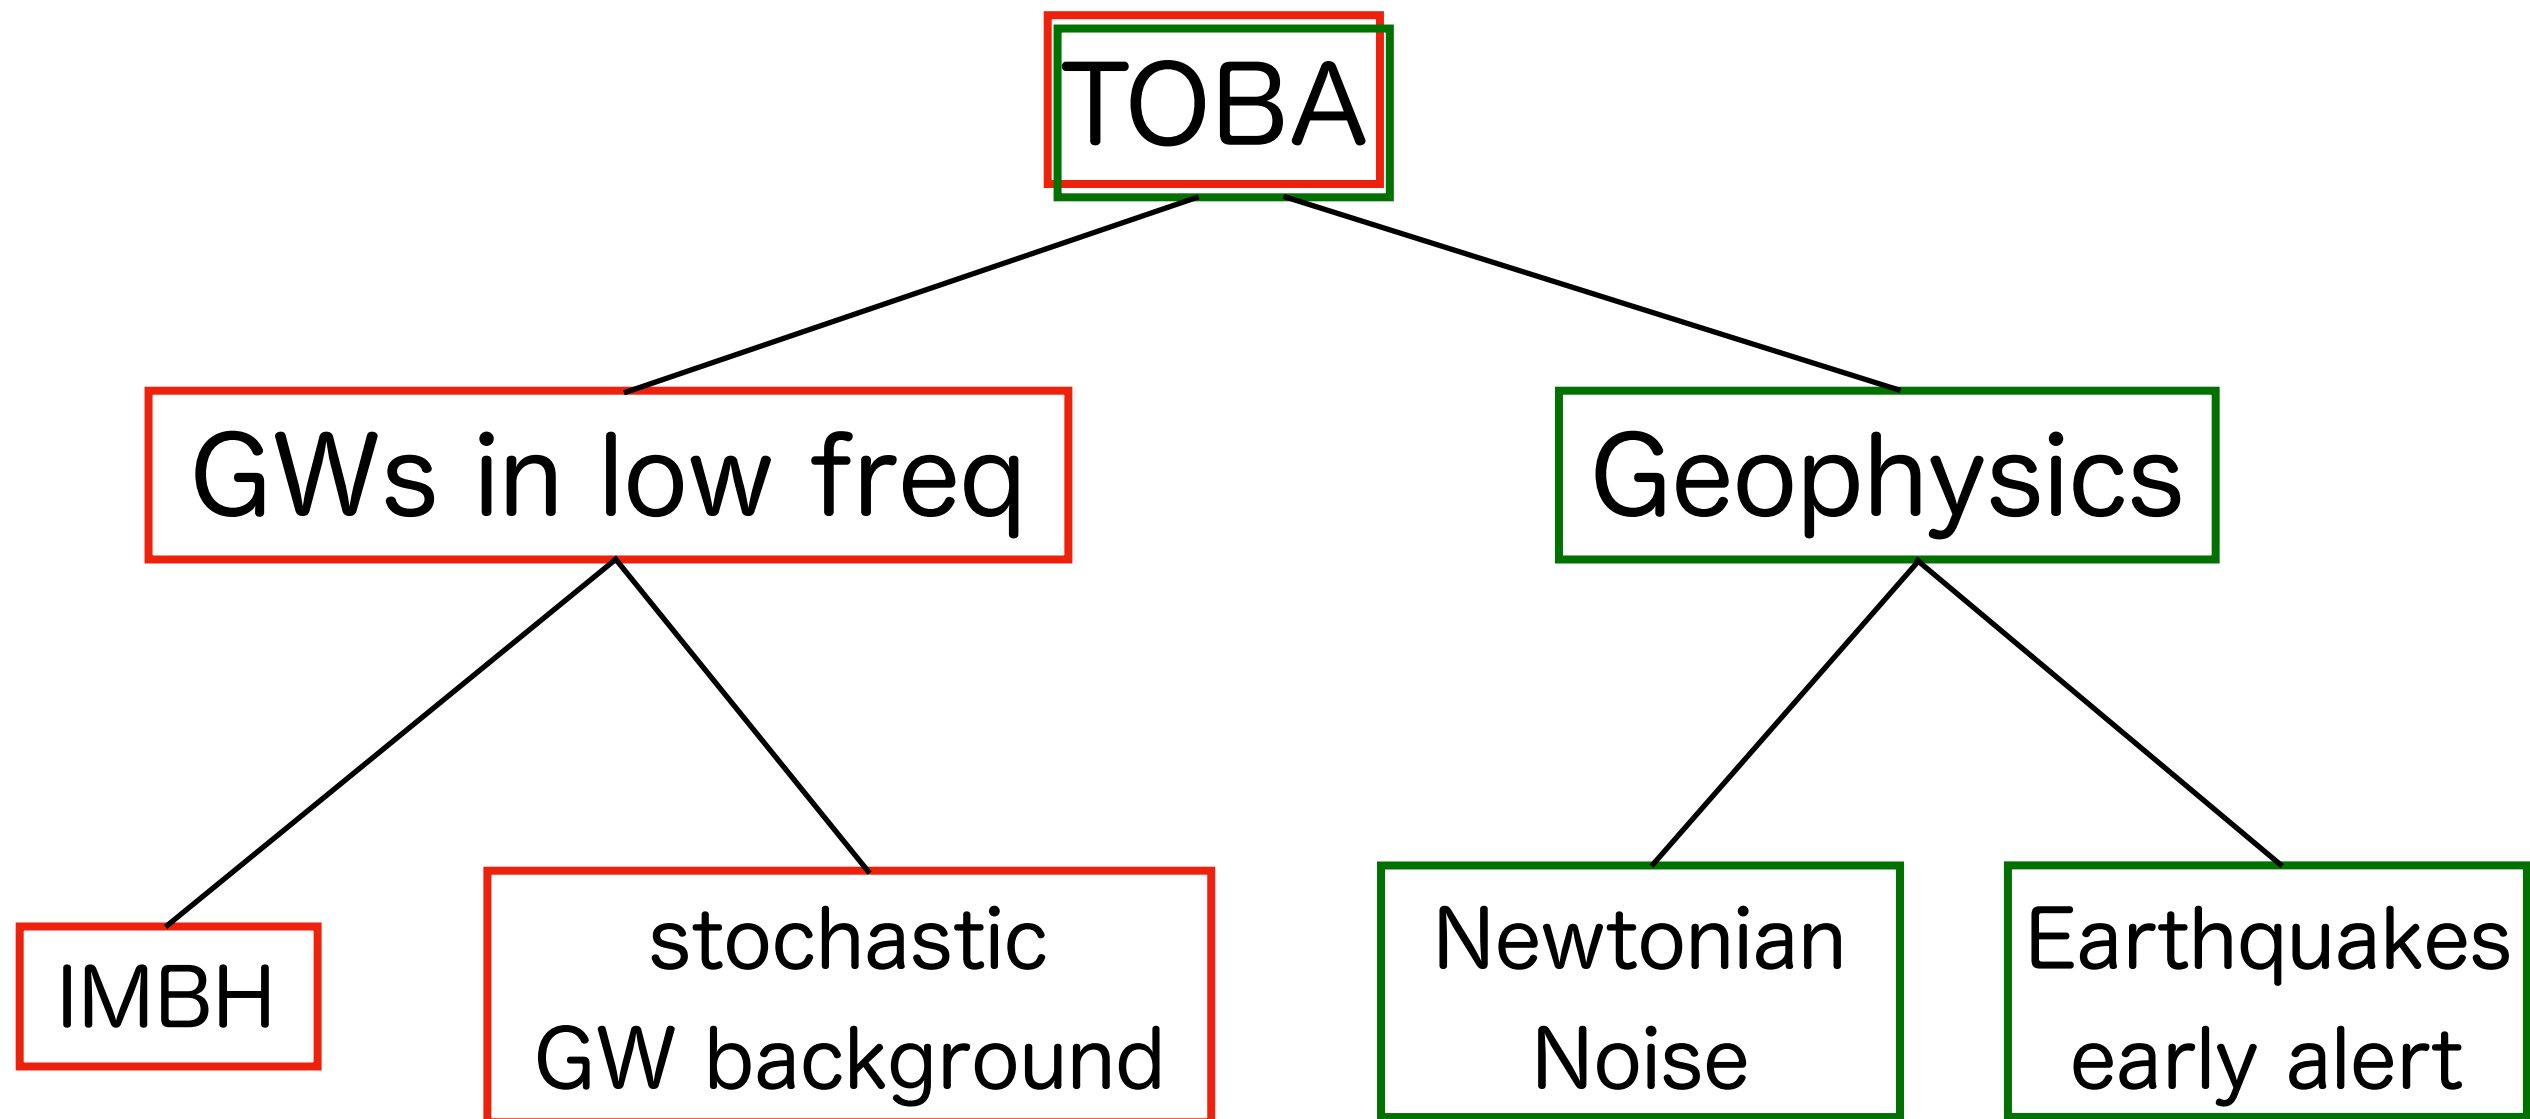 TOBA
GWs in low freq
Geophysics
IMBH
stochastic
GW background
Newtonian
Noise
Earthquakes
early alert